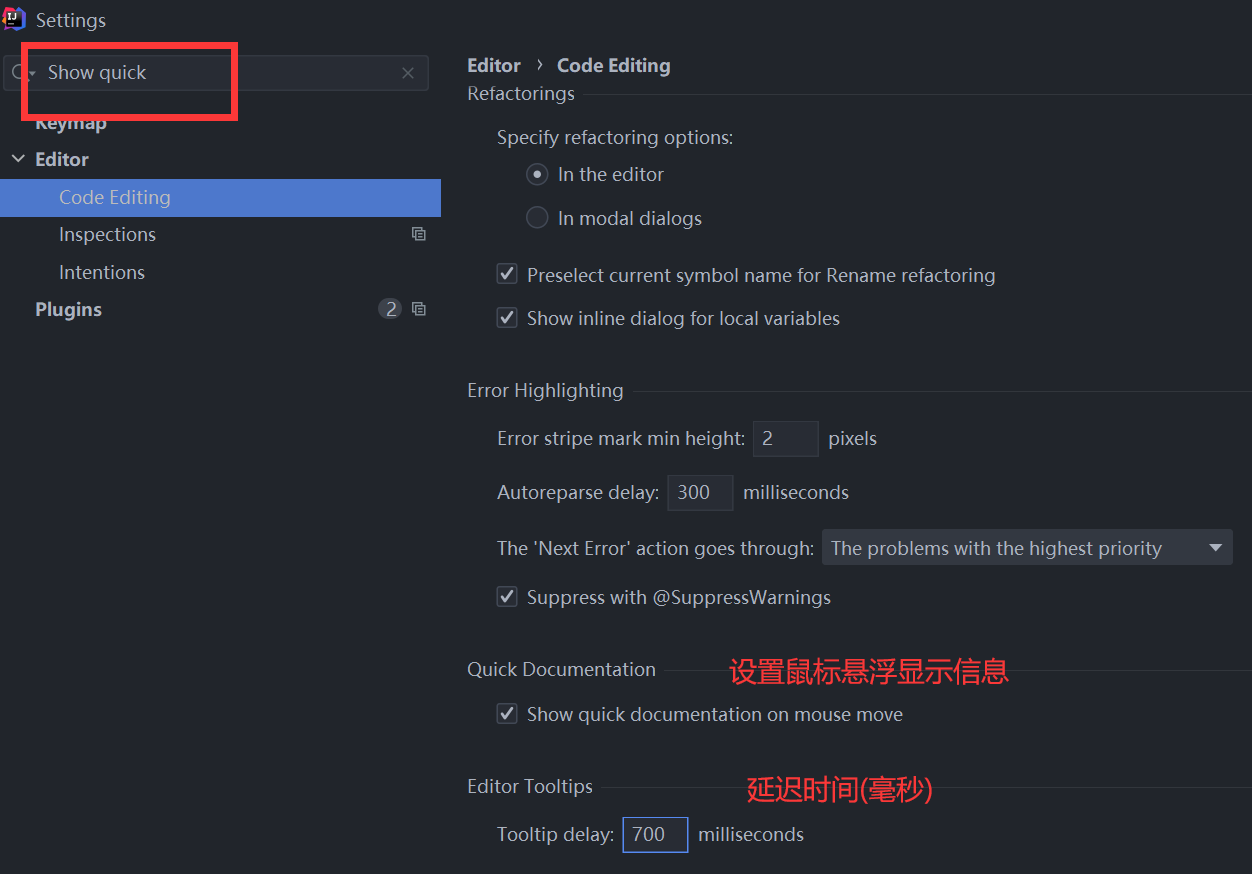 Settings
Show quick
Keymap
Editor
Code Editing
Inspections
Intentions
Plugins 2
Editor › Code Editing
Refactorings
Specify refactoring options:
In the editor
In modal dialogs
Preselect current symbol name for Rename refactoring
Show inline dialog for local variables
Error Highlighting
Error stripe mark min height: 2 pixels
Autoreparse delay: 300 milliseconds
The 'Next Error' action goes through: The problems with the highest priority
Suppress with @SuppressWarnings
Quick Documentation 设置鼠标悬浮显示信息
Show quick documentation on mouse move
Editor Tooltips 延迟时间(毫秒)
Tooltip delay: 700 milliseconds